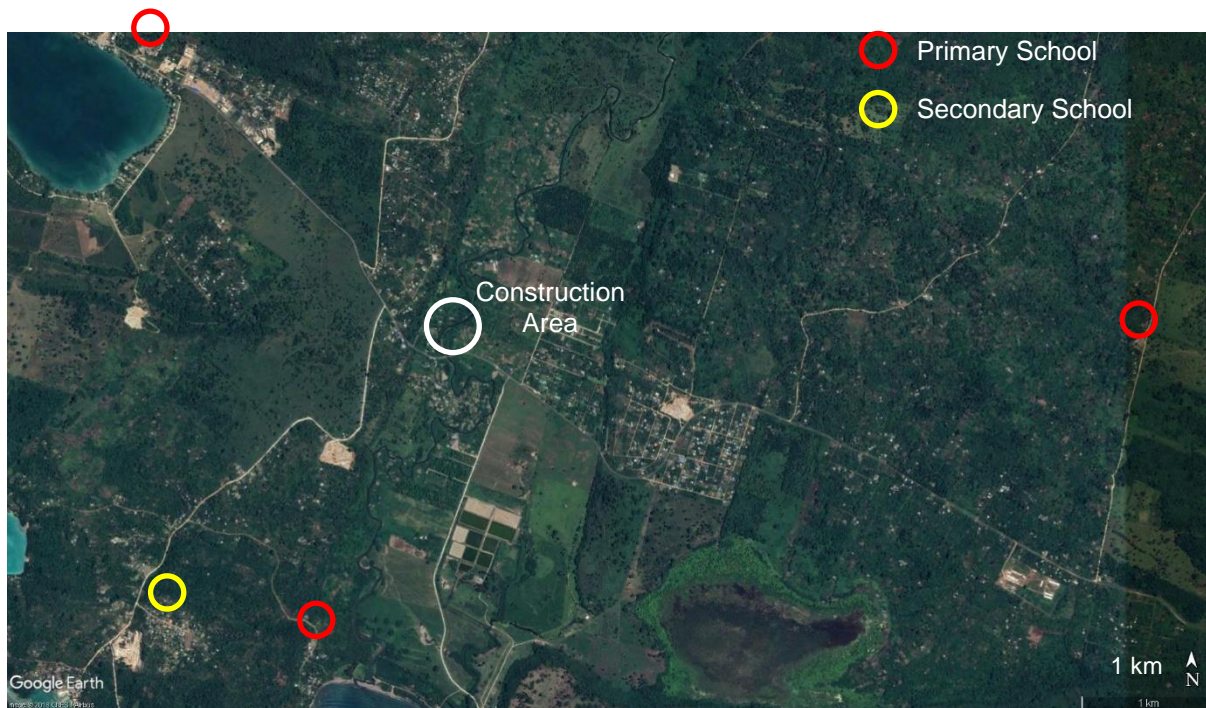 Primary School
Secondary School
Construction
Area
1 km
N
Google Earth
1 km